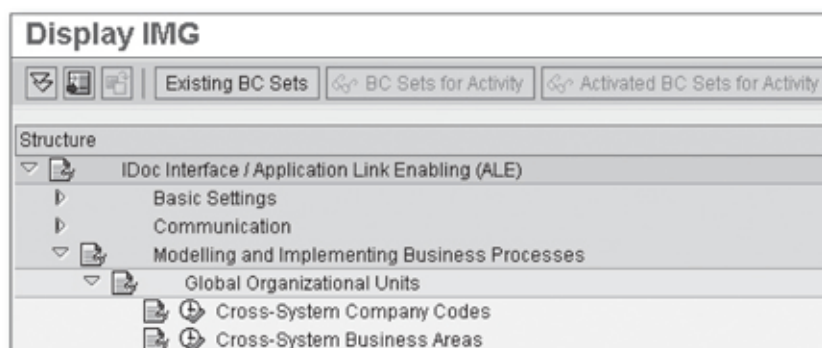 Display IMG
Existing BC Sets BC Sets for Activity Activated BC Sets for Activity
Structure
IDoc Interface / Application Link Enabling (ALE)
Basic Settings
Communication
Modelling and Implementing Business Processes
Global Organizational Units
Cross-System Company Codes
Cross-System Business Areas